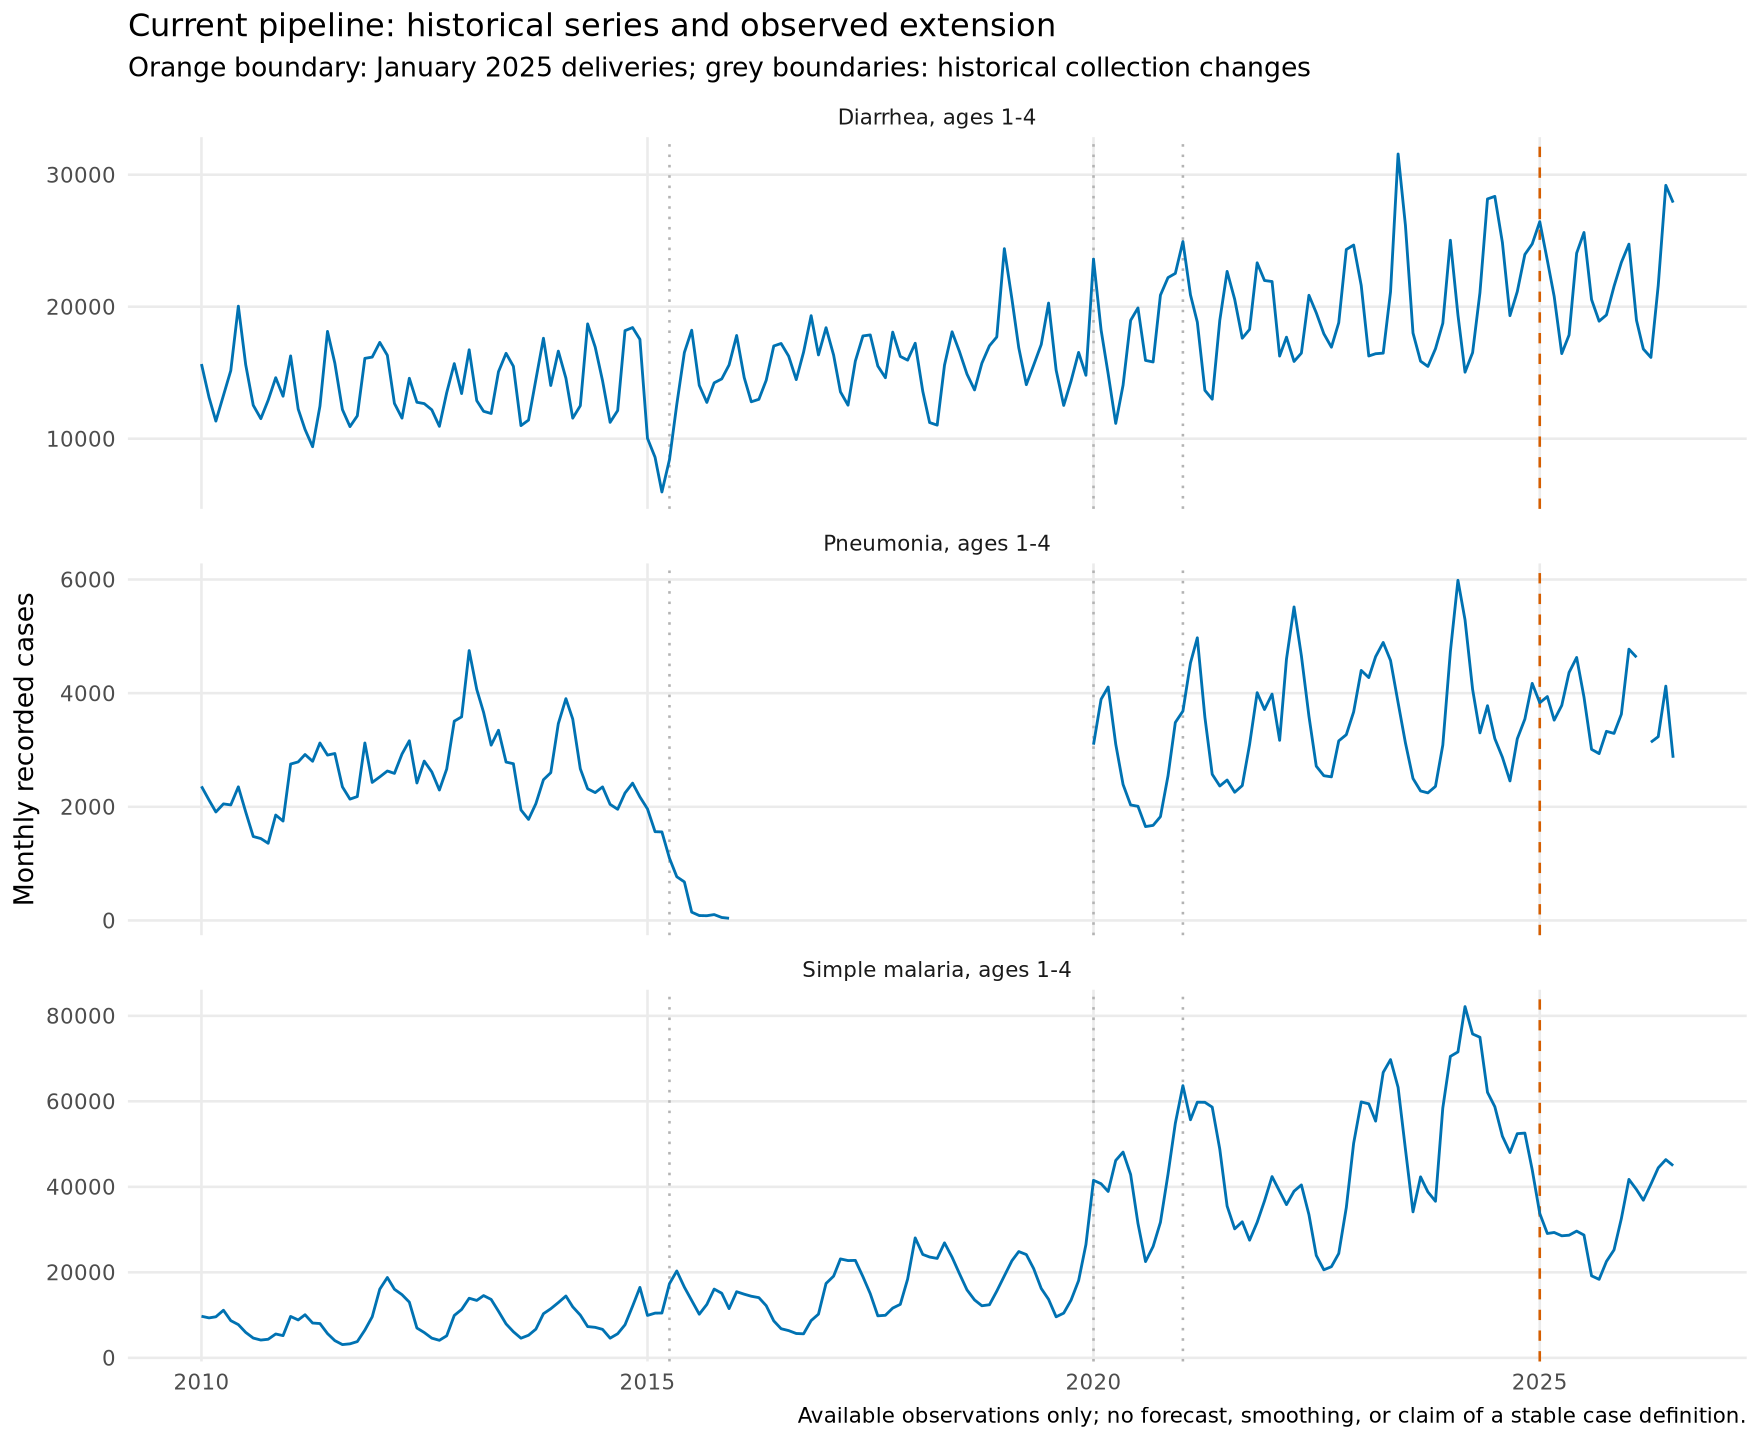 Current pipeline: historical series and observed extension
Orange boundary: January 2025 deliveries; grey boundaries: historical collection changes
Diarrhea, ages 1-4
30000
20000
10000
Pneumonia, ages 1-4
6000
4000
2000
0
Monthly recorded cases
Simple malaria, ages 1-4
80000
60000
40000
20000
0
2010
2015
2020
2025
Available observations only; no forecast, smoothing, or claim of a stable case definition.